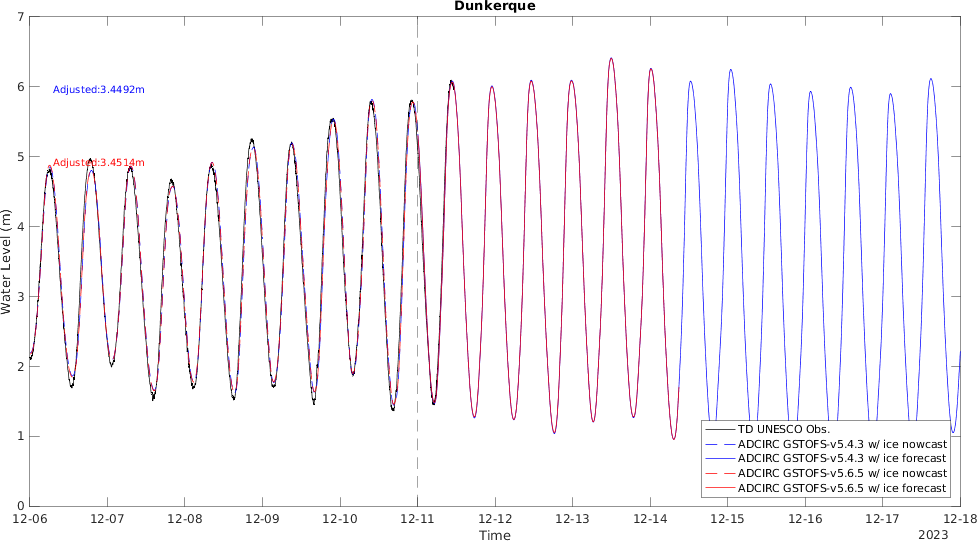 Dunkerque
7
6
5
4
3
2
1
0
Water Level (m)
Adjusted:3.4492m
Adjusted:3.4514m
TD UNESCO Obs.
ADCIRC GSTOFS-v5.4.3 w/ ice nowcast
ADCIRC GSTOFS-v5.4.3 w/ ice forecast
ADCIRC GSTOFS-v5.6.5 w/ ice nowcast
ADCIRC GSTOFS-v5.6.5 w/ ice forecast
12-06 12-07 12-08 12-09 12-10 12-11 12-12 12-13 12-14 12-15 12-16 12-17 12-18
Time
2023